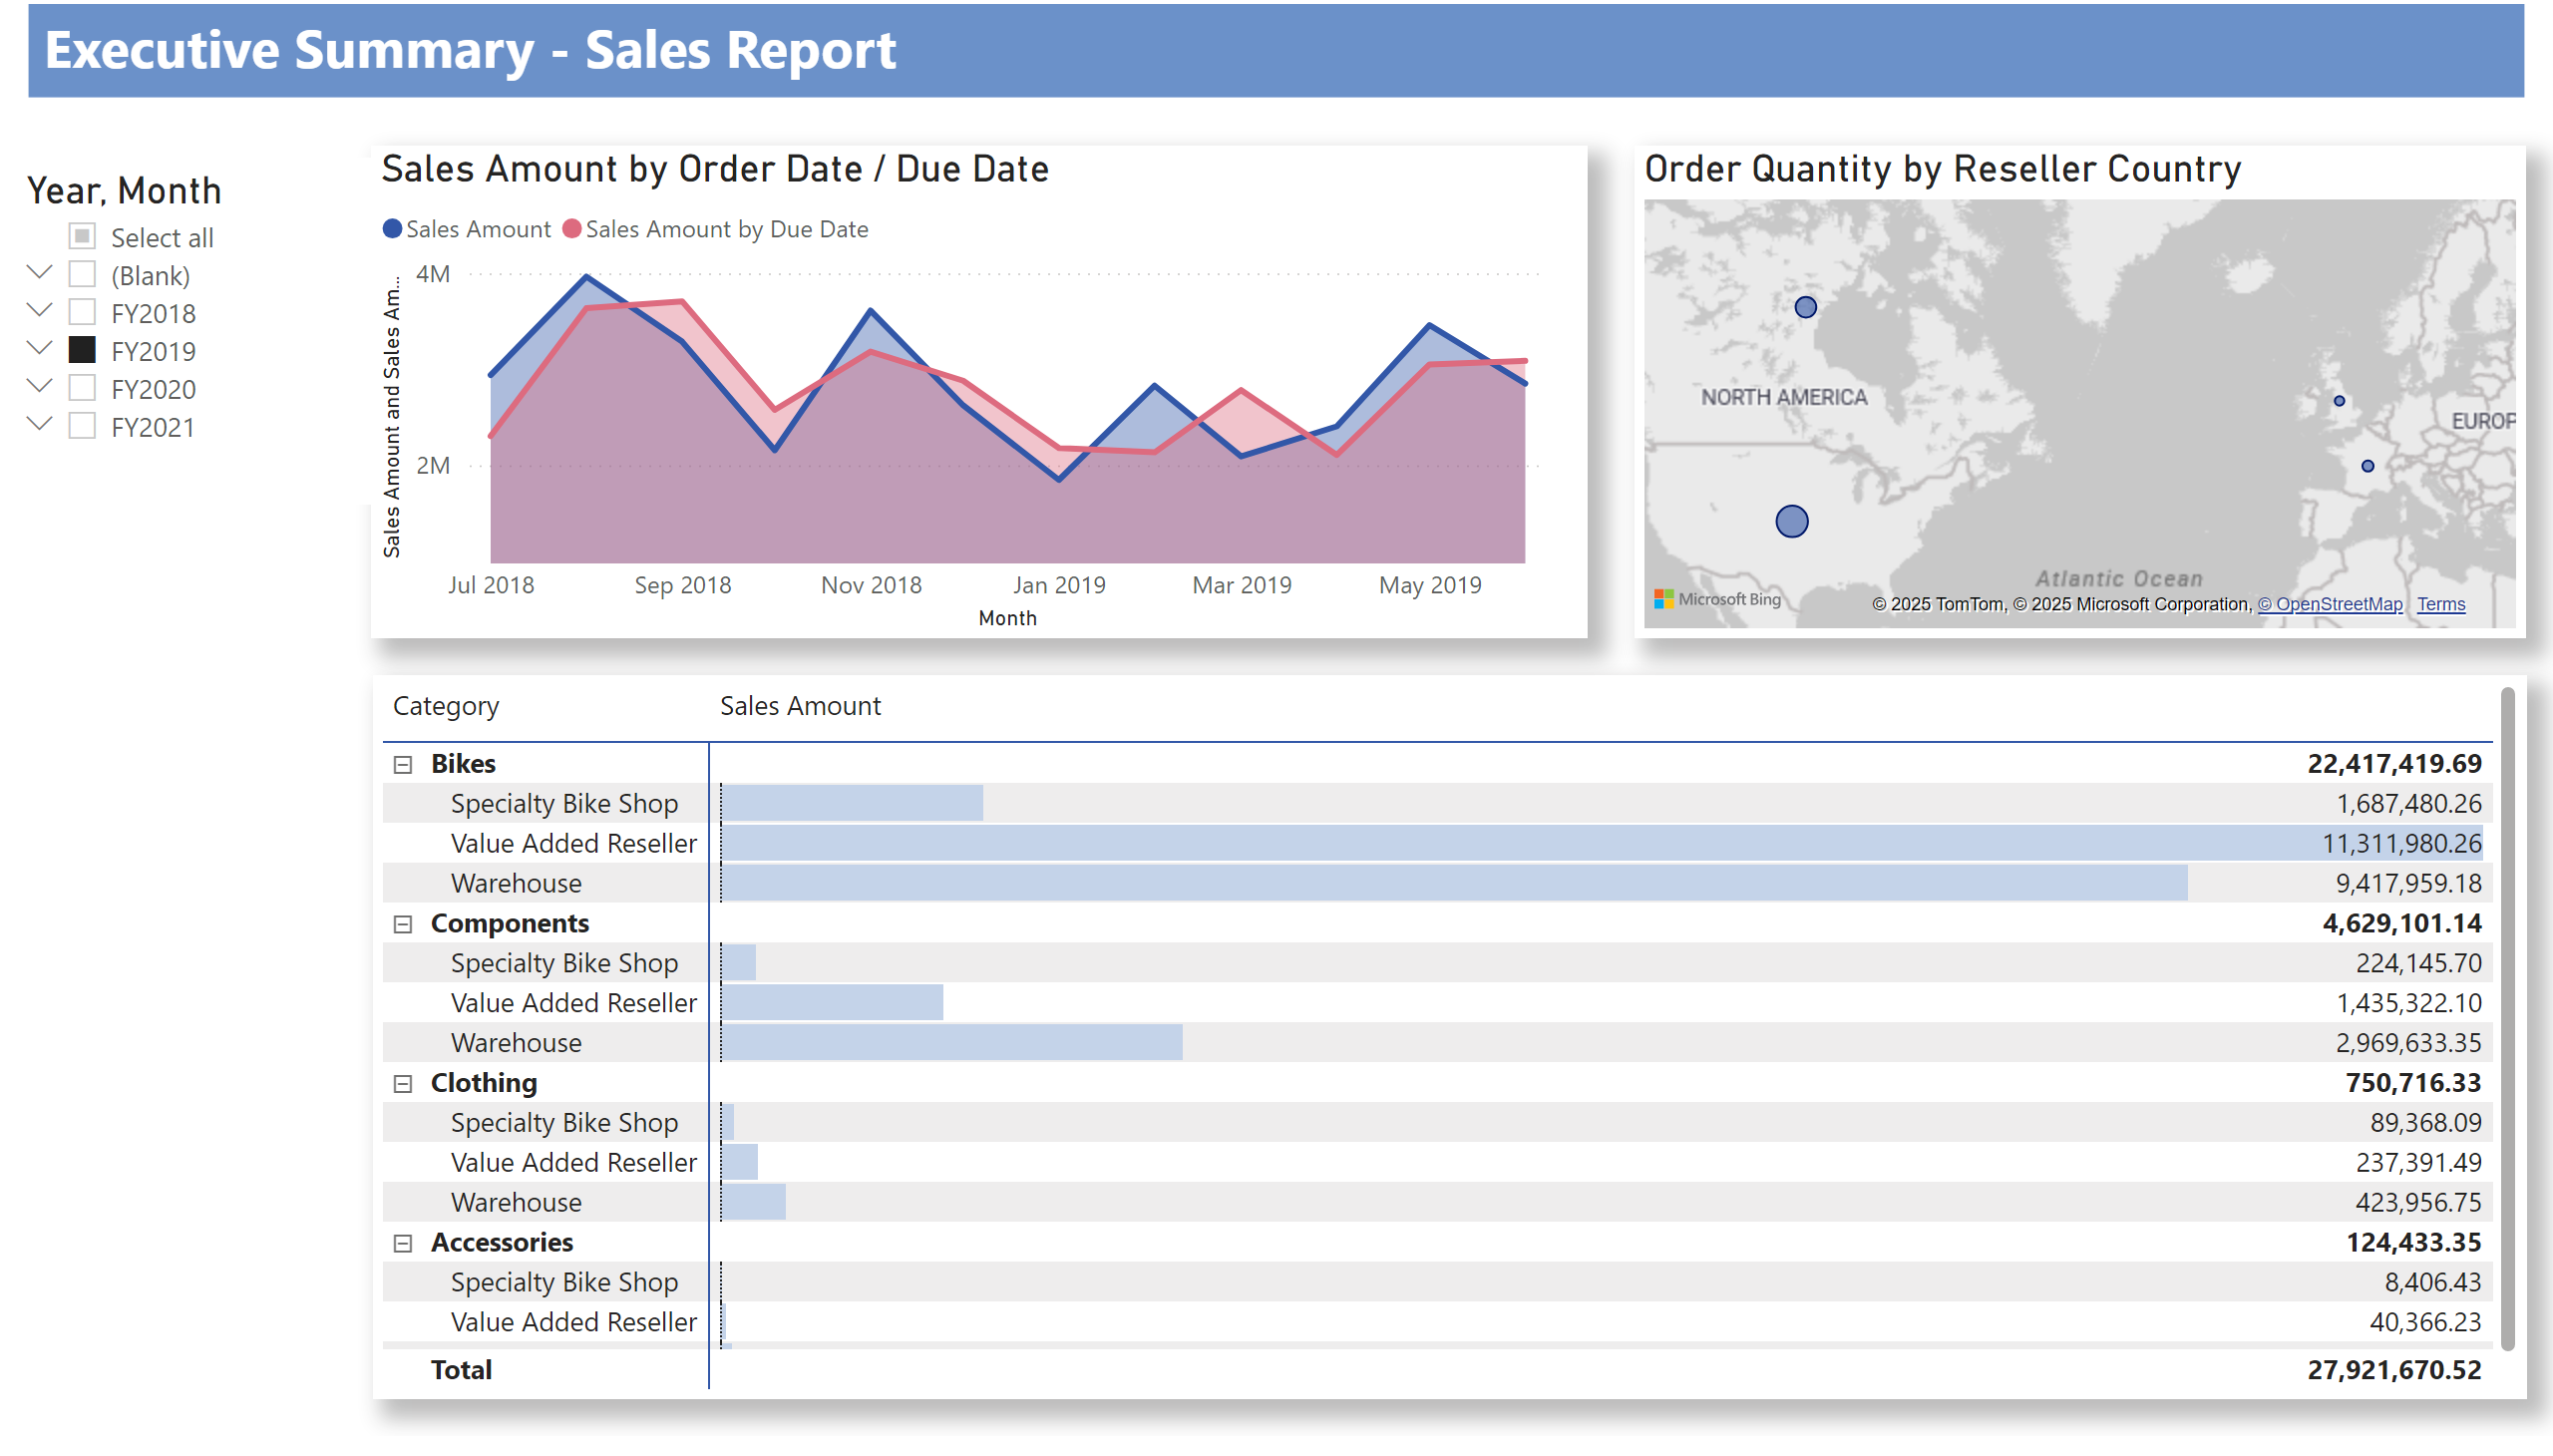 Executive Summary - Sales Report
Year, Month
Select all
(Blank)
FY2018
FY2019
FY2020
FY2021
Sales Amount by Order Date / Due Date
Sales Amount Sales Amount by Due Date
Sales Amount and Sales Am...
4M
2M
Jul 2018 Sep 2018 Nov 2018 Jan 2019 Mar 2019 May 2019
Month
Order Quantity by Reseller Country
NORTH AMERICA
EUROP
Atlantic Ocean
Microsoft Bing
© 2025 TomTom, © 2025 Microsoft Corporation, © OpenStreetMap Terms
Category Sales Amount
Bikes 22,417,419.69
Specialty Bike Shop 1,687,480.26
Value Added Reseller 11,311,980.26
Warehouse 9,417,959.18
Components 4,629,101.14
Specialty Bike Shop 224,145.70
Value Added Reseller 1,435,322.10
Warehouse 2,969,633.35
Clothing 750,716.33
Specialty Bike Shop 89,368.09
Value Added Reseller 237,391.49
Warehouse 423,956.75
Accessories 124,433.35
Specialty Bike Shop 8,406.43
Value Added Reseller 40,366.23
Total 27,921,670.52